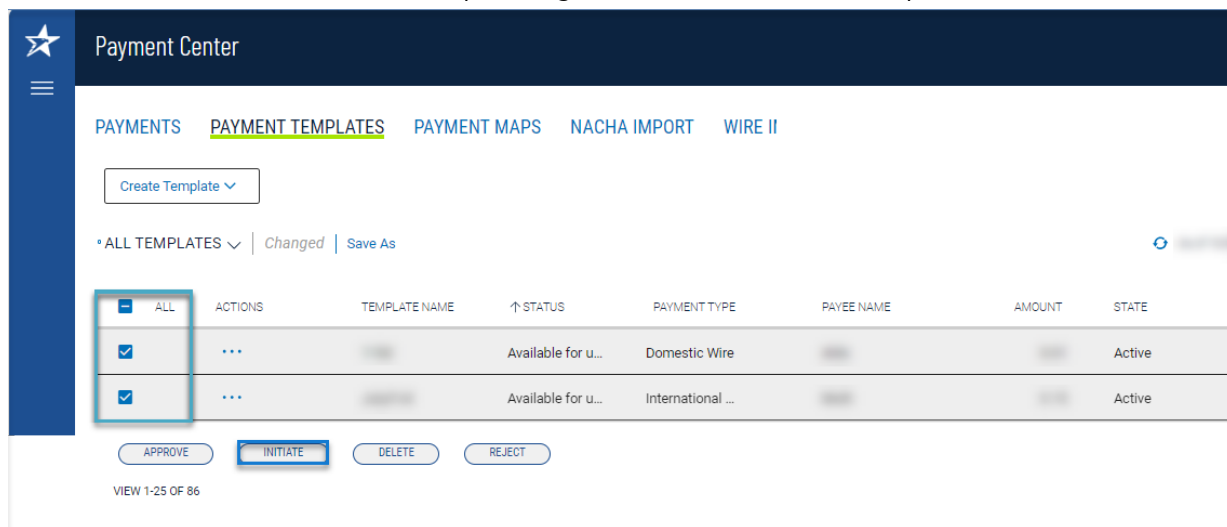 Payment Center
PAYMENTS PAYMENT TEMPLATES PAYMENT MAPS NACHA IMPORT WIRE
Create Template
ALL TEMPLATES Changed Save As
ALL ACTIONS TEMPLATE NAME ↑ STATUS PAYMENT TYPE PAYEE NAME AMOUNT STATE
... Available for u... Domestic Wire Active
... Available for u... International ... Active
APPROVE INITIATE DELETE REJECT
VIEW 1-25 OF 86